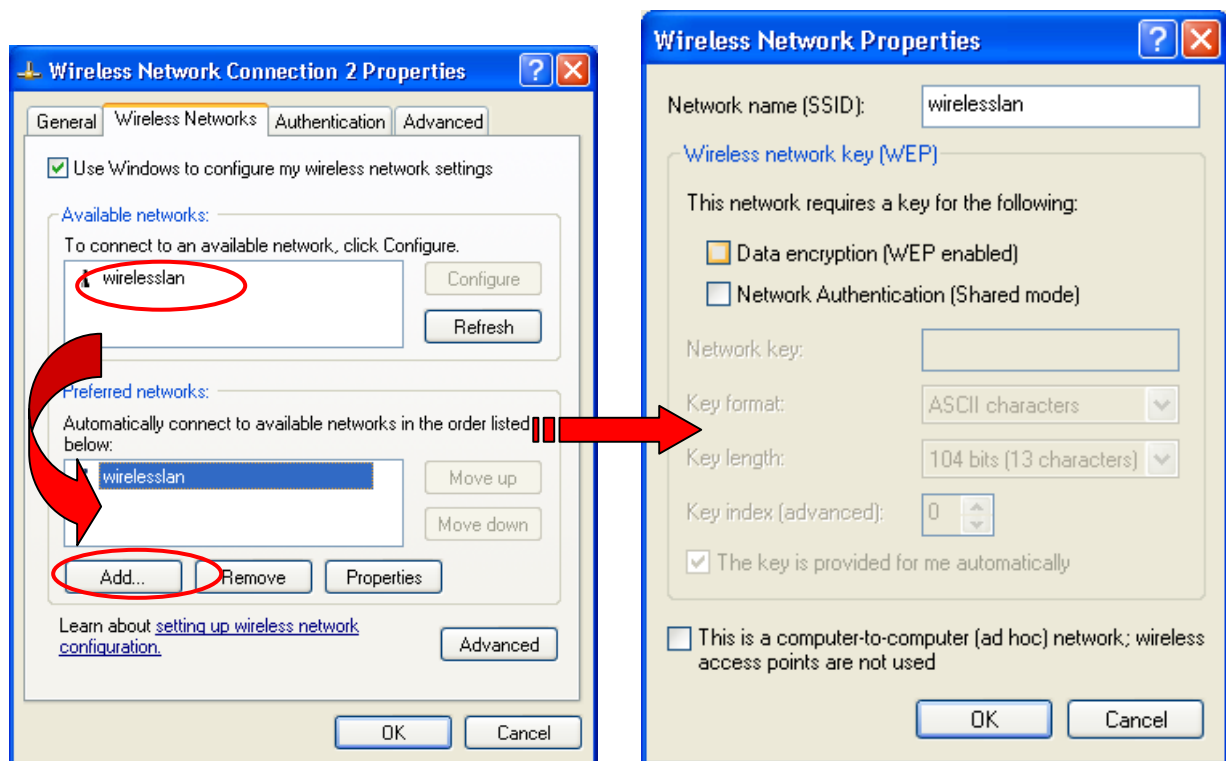 Wireless Network Connection 2 Properties
General Wireless Networks Authentication Advanced
Use Windows to configure my wireless network settings
Available networks:
To connect to an available network, click Configure.
wirelesslan
Configure
Refresh
Preferred networks:
Automatically connect to available networks in the order listed
below:
wirelesslan
Move up
Move down
Add... Remove Properties
Learn about setting up wireless network
configuration.
Advanced
OK Cancel
Wireless Network Properties
Network name (SSID): wirelesslan
Wireless network key (WEP)
This network requires a key for the following:
Data encryption (WEP enabled)
Network Authentication (Shared mode)
Network key:
Key format: ASCII characters
Key length: 104 bits (13 characters)
Key index (advanced): 0
The key is provided for me automatically
This is a computer-to-computer (ad hoc) network; wireless
access points are not used
OK Cancel